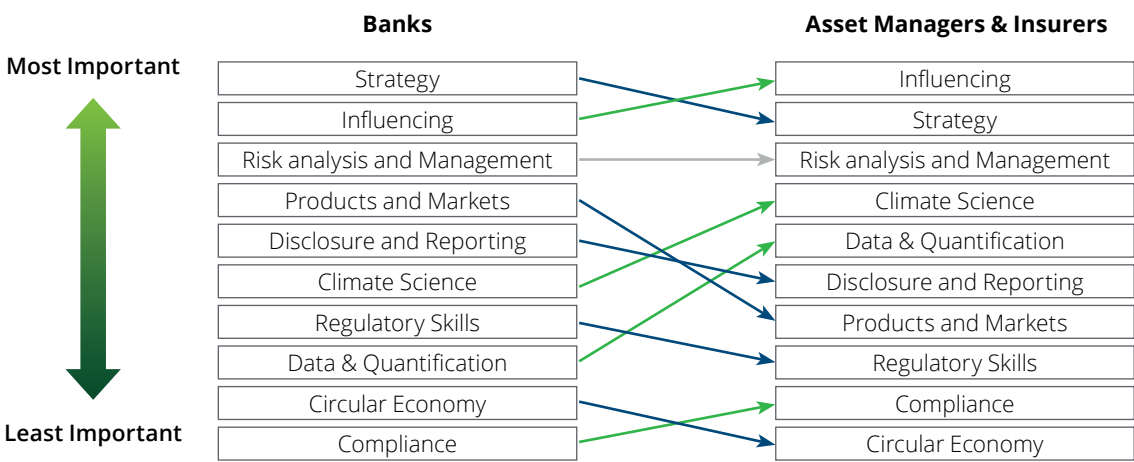 Banks
Asset Managers & Insurers
Most Important
Least Important
Strategy
Influencing
Risk analysis and Management
Products and Markets
Disclosure and Reporting
Climate Science
Regulatory Skills
Data & Quantification
Circular Economy
Compliance
Influencing
Strategy
Risk analysis and Management
Climate Science
Data & Quantification
Disclosure and Reporting
Products and Markets
Regulatory Skills
Compliance
Circular Economy